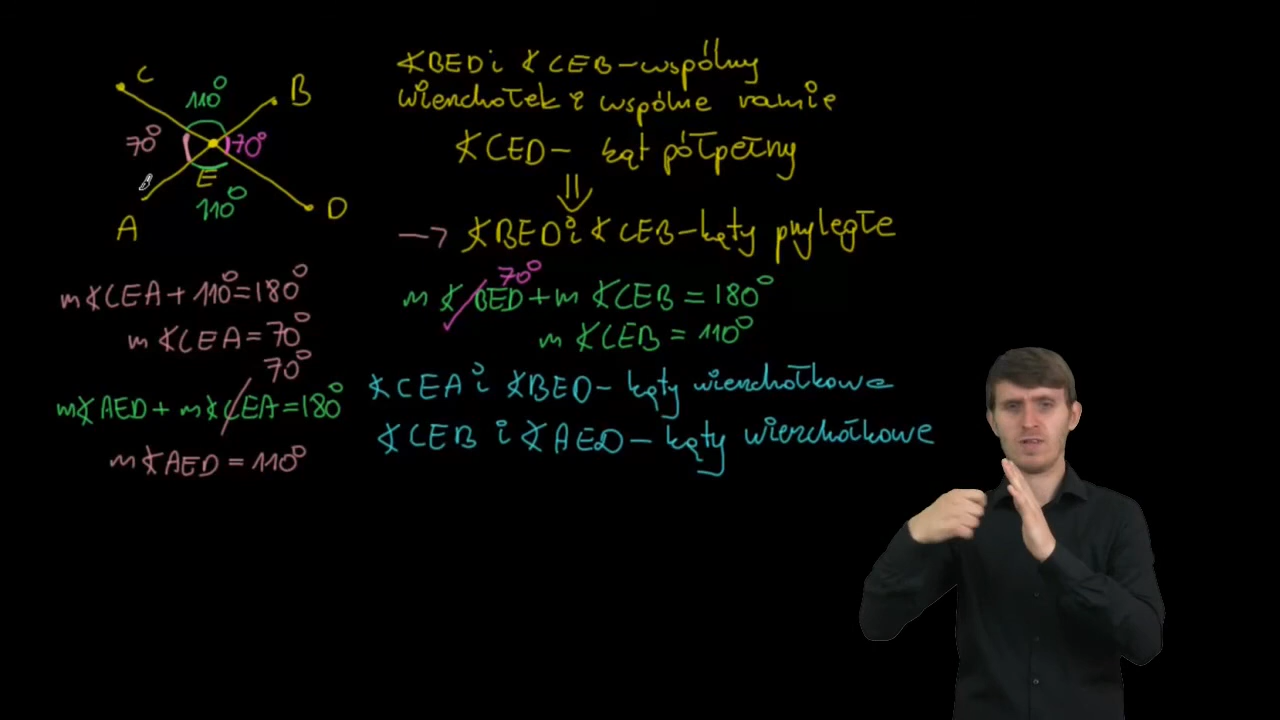 C
B
110°
70°
70°
E
110°
A
D
∢BED i ∢CEB – wspólny
wierzchołek i wspólne ramię
∢CED – kąt półpełny
⇓
→ ∢BED i ∢CEB – kąty przyległe
70°
m∢BED + m∢CEB = 180°
m∢CEB = 110°
m∢CEA + 110° = 180°
m∢CEA = 70°
70°
m∢AED + m∢CEA = 180°
m∢AED = 110°
∢CEA i ∢BED – kąty wierzchołkowe
∢CEB i ∢AED – kąty wierzchołkowe